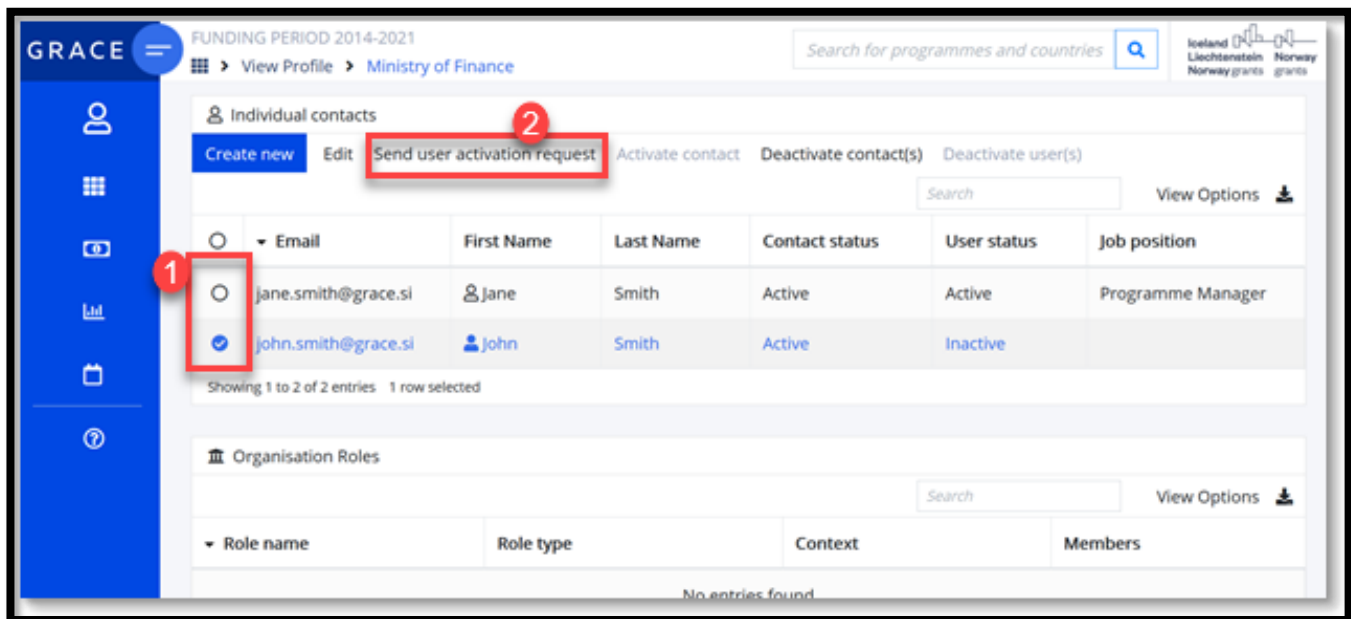 GRACE
FUNDING PERIOD 2014-2021
View Profile > Ministry of Finance
Search for programmes and countries
Iceland
Liechtenstein Norway
Norway grants grants
Individual contacts
2
Create new Edit Send user activation request Activate contact Deactivate contact(s) Deactivate user(s)
Search View Options
Email First Name Last Name Contact status User status Job position
1
jane.smith@grace.si Jane Smith Active Active Programme Manager
john.smith@grace.si John Smith Active Inactive
Showing 1 to 2 of 2 entries 1 row selected
Organisation Roles
Search View Options
Role name Role type Context Members
No entries found